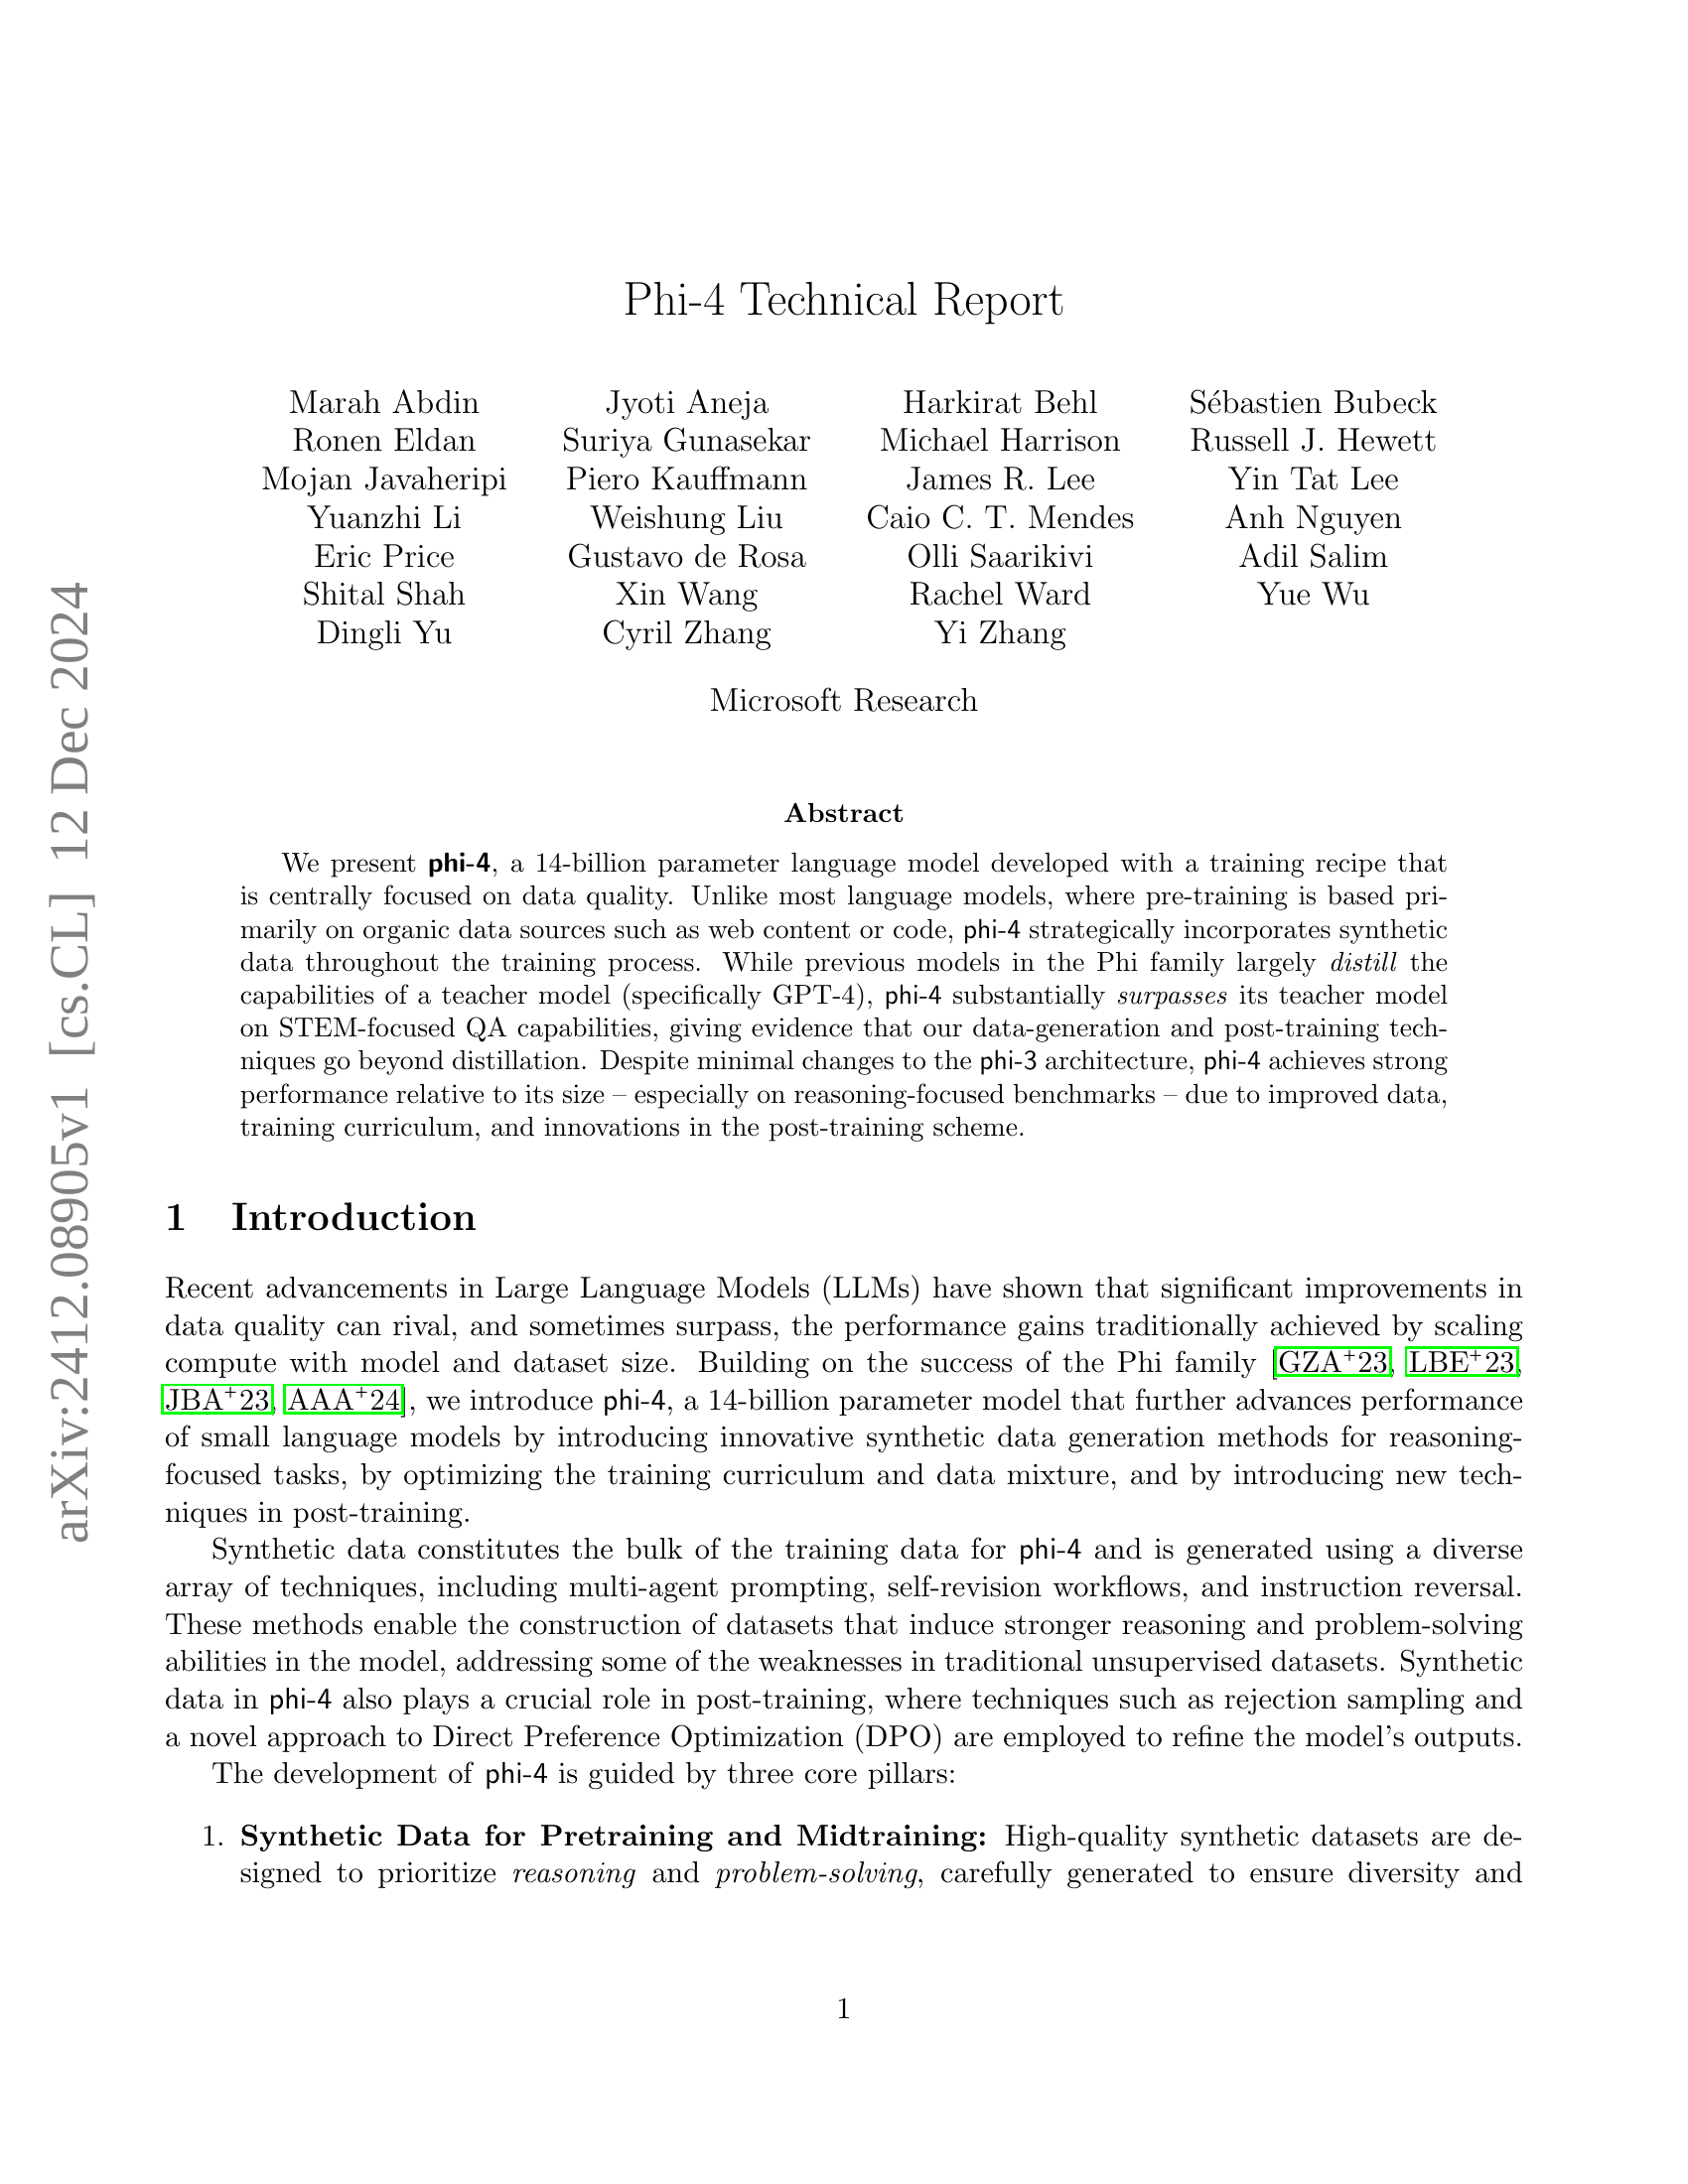 Phi-4 Technical Report
Marah Abdin Jyoti Aneja Harkirat Behl Sébastien Bubeck
Ronen Eldan Suriya Gunasekar Michael Harrison Russell J. Hewett
Mojan Javaheripi Piero Kauffmann James R. Lee Yin Tat Lee
Yuanzhi Li Weishung Liu Caio C. T. Mendes Anh Nguyen
Eric Price Gustavo de Rosa Olli Saarikivi Adil Salim
Shital Shah Xin Wang Rachel Ward Yue Wu
Dingli Yu Cyril Zhang Yi Zhang
Microsoft Research
Abstract
We present phi-4, a 14-billion parameter language model developed with a training recipe that
is centrally focused on data quality. Unlike most language models, where pre-training is based pri-
marily on organic data sources such as web content or code, phi-4 strategically incorporates synthetic
data throughout the training process. While previous models in the Phi family largely distill the
capabilities of a teacher model (specifically GPT-4), phi-4 substantially surpasses its teacher model
on STEM-focused QA capabilities, giving evidence that our data-generation and post-training tech-
niques go beyond distillation. Despite minimal changes to the phi-3 architecture, phi-4 achieves strong
performance relative to its size – especially on reasoning-focused benchmarks – due to improved data,
training curriculum, and innovations in the post-training scheme.
1 Introduction
Recent advancements in Large Language Models (LLMs) have shown that significant improvements in
data quality can rival, and sometimes surpass, the performance gains traditionally achieved by scaling
compute with model and dataset size. Building on the success of the Phi family [GZA+23, LBE+23,
JBA+23, AAA+24], we introduce phi-4, a 14-billion parameter model that further advances performance
of small language models by introducing innovative synthetic data generation methods for reasoning-
focused tasks, by optimizing the training curriculum and data mixture, and by introducing new tech-
niques in post-training.
Synthetic data constitutes the bulk of the training data for phi-4 and is generated using a diverse
array of techniques, including multi-agent prompting, self-revision workflows, and instruction reversal.
These methods enable the construction of datasets that induce stronger reasoning and problem-solving
abilities in the model, addressing some of the weaknesses in traditional unsupervised datasets. Synthetic
data in phi-4 also plays a crucial role in post-training, where techniques such as rejection sampling and
a novel approach to Direct Preference Optimization (DPO) are employed to refine the model's outputs.
The development of phi-4 is guided by three core pillars:
1. Synthetic Data for Pretraining and Midtraining: High-quality synthetic datasets are de-
signed to prioritize reasoning and problem-solving, carefully generated to ensure diversity and
1
arXiv:2412.08905v1 [cs.CL] 12 Dec 2024